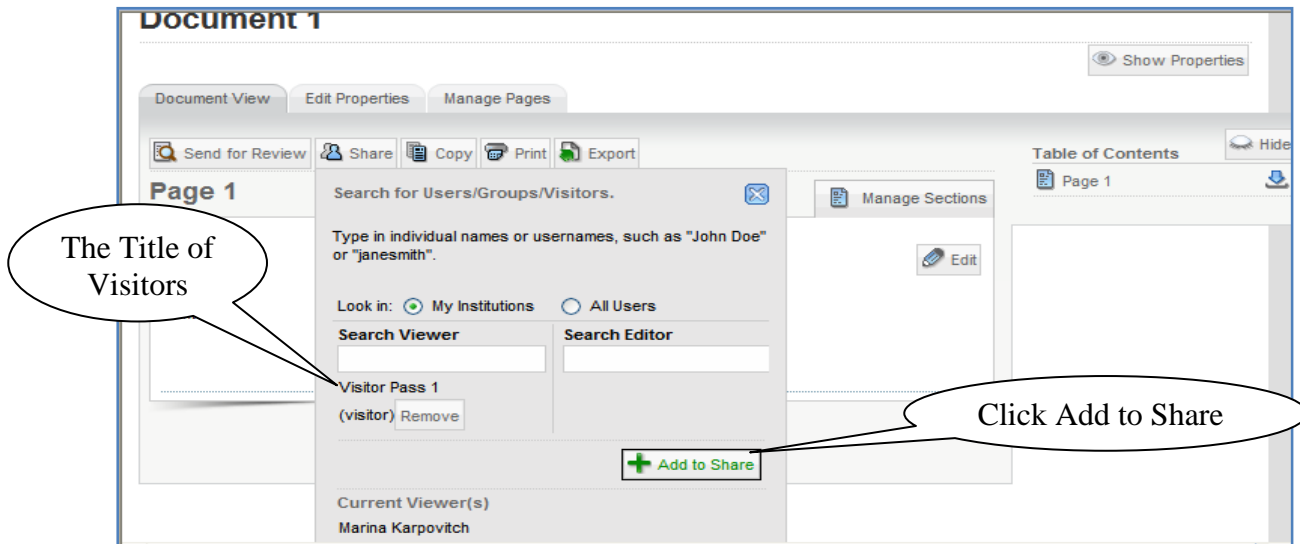 Document 1
Show Properties
Document View Edit Properties Manage Pages
Send for Review Share Copy Print Export
Hide
Table of Contents
Page 1
Page 1
Manage Sections
Search for Users/Groups/Visitors.
Type in individual names or usernames, such as "John Doe"
or "janesmith".
Edit
The Title of
Visitors
Look in: My Institutions All Users
Search Viewer Search Editor
Visitor Pass 1
(visitor) Remove
Click Add to Share
Add to Share
Current Viewer(s)
Marina Karpovitch